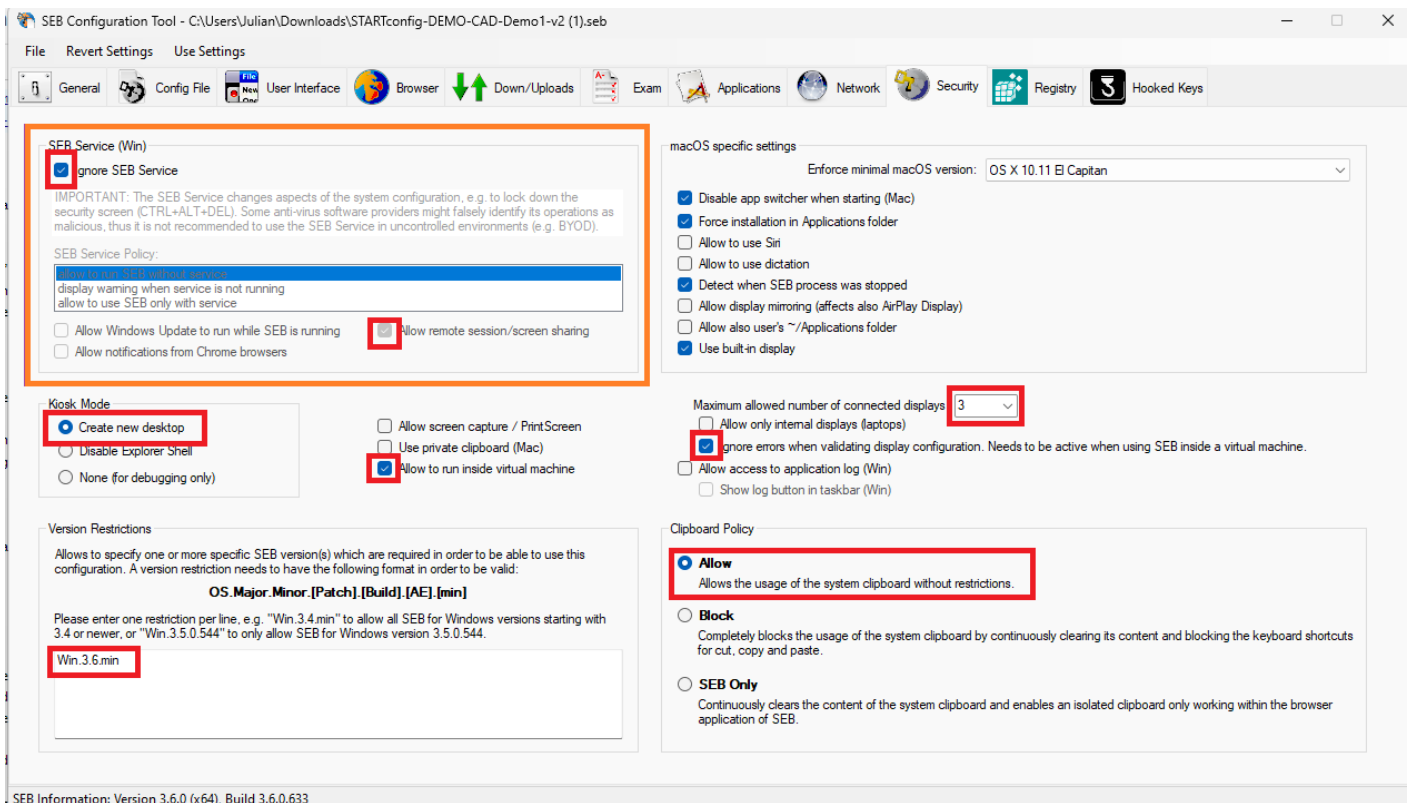 SEB Configuration Tool - C:\Users\Julian\Downloads\STARTconfig-DEMO-CAD-Demo1-v2 (1).seb
File Revert Settings Use Settings
General Config File User Interface Browser Down/Uploads Exam Applications Network Security Registry Hooked Keys
SEB Service (Win)
gnore SEB Service
IMPORTANT: The SEB Service changes aspects of the system configuration, e.g. to lock down the
security screen (CTRL+ALT+DEL). Some anti-virus software providers might falsely identify its operations as
malicious, thus it is not recommended to use the SEB Service in uncontrolled environments (e.g. BYOD).
SEB Service Policy:
allow to run SEB without service
display warning when service is not running
allow to use SEB only with service
Allow Windows Update to run while SEB is running
Allow remote session/screen sharing
Allow notifications from Chrome browsers
macOS specific settings
Enforce minimal macOS version: OS X 10.11 El Capitan
Disable app switcher when starting (Mac)
Force installation in Applications folder
Allow to use Siri
Allow to use dictation
Detect when SEB process was stopped
Allow display mirroring (affects also AirPlay Display)
Allow also user's ~/Applications folder
Use built-in display
Kiosk Mode
Create new desktop
Disable Explorer Shell
None (for debugging only)
Allow screen capture / PrintScreen
Use private clipboard (Mac)
Allow to run inside virtual machine
Maximum allowed number of connected displays 3
Allow only internal displays (laptops)
gnore errors when validating display configuration. Needs to be active when using SEB inside a virtual machine.
Allow access to application log (Win)
Show log button in taskbar (Win)
Version Restrictions
Allows to specify one or more specific SEB version(s) which are required in order to be able to use this
configuration. A version restriction needs to have the following format in order to be valid:
OS.Major.Minor.[Patch].[Build].[AE].[min]
Please enter one restriction per line, e.g. "Win.3.4.min" to allow all SEB for Windows versions starting with
3.4 or newer, or "Win.3.5.0.544" to only allow SEB for Windows version 3.5.0.544.
Win.3.6.min
Clipboard Policy
Allow
Allows the usage of the system clipboard without restrictions.
Block
Completely blocks the usage of the system clipboard by continuously clearing its content and blocking the keyboard shortcuts
for cut, copy and paste.
SEB Only
Continuously clears the content of the system clipboard and enables an isolated clipboard only working within the browser
application of SEB.
SEB Information: Version 3.6.0 (x64), Build 3.6.0.633